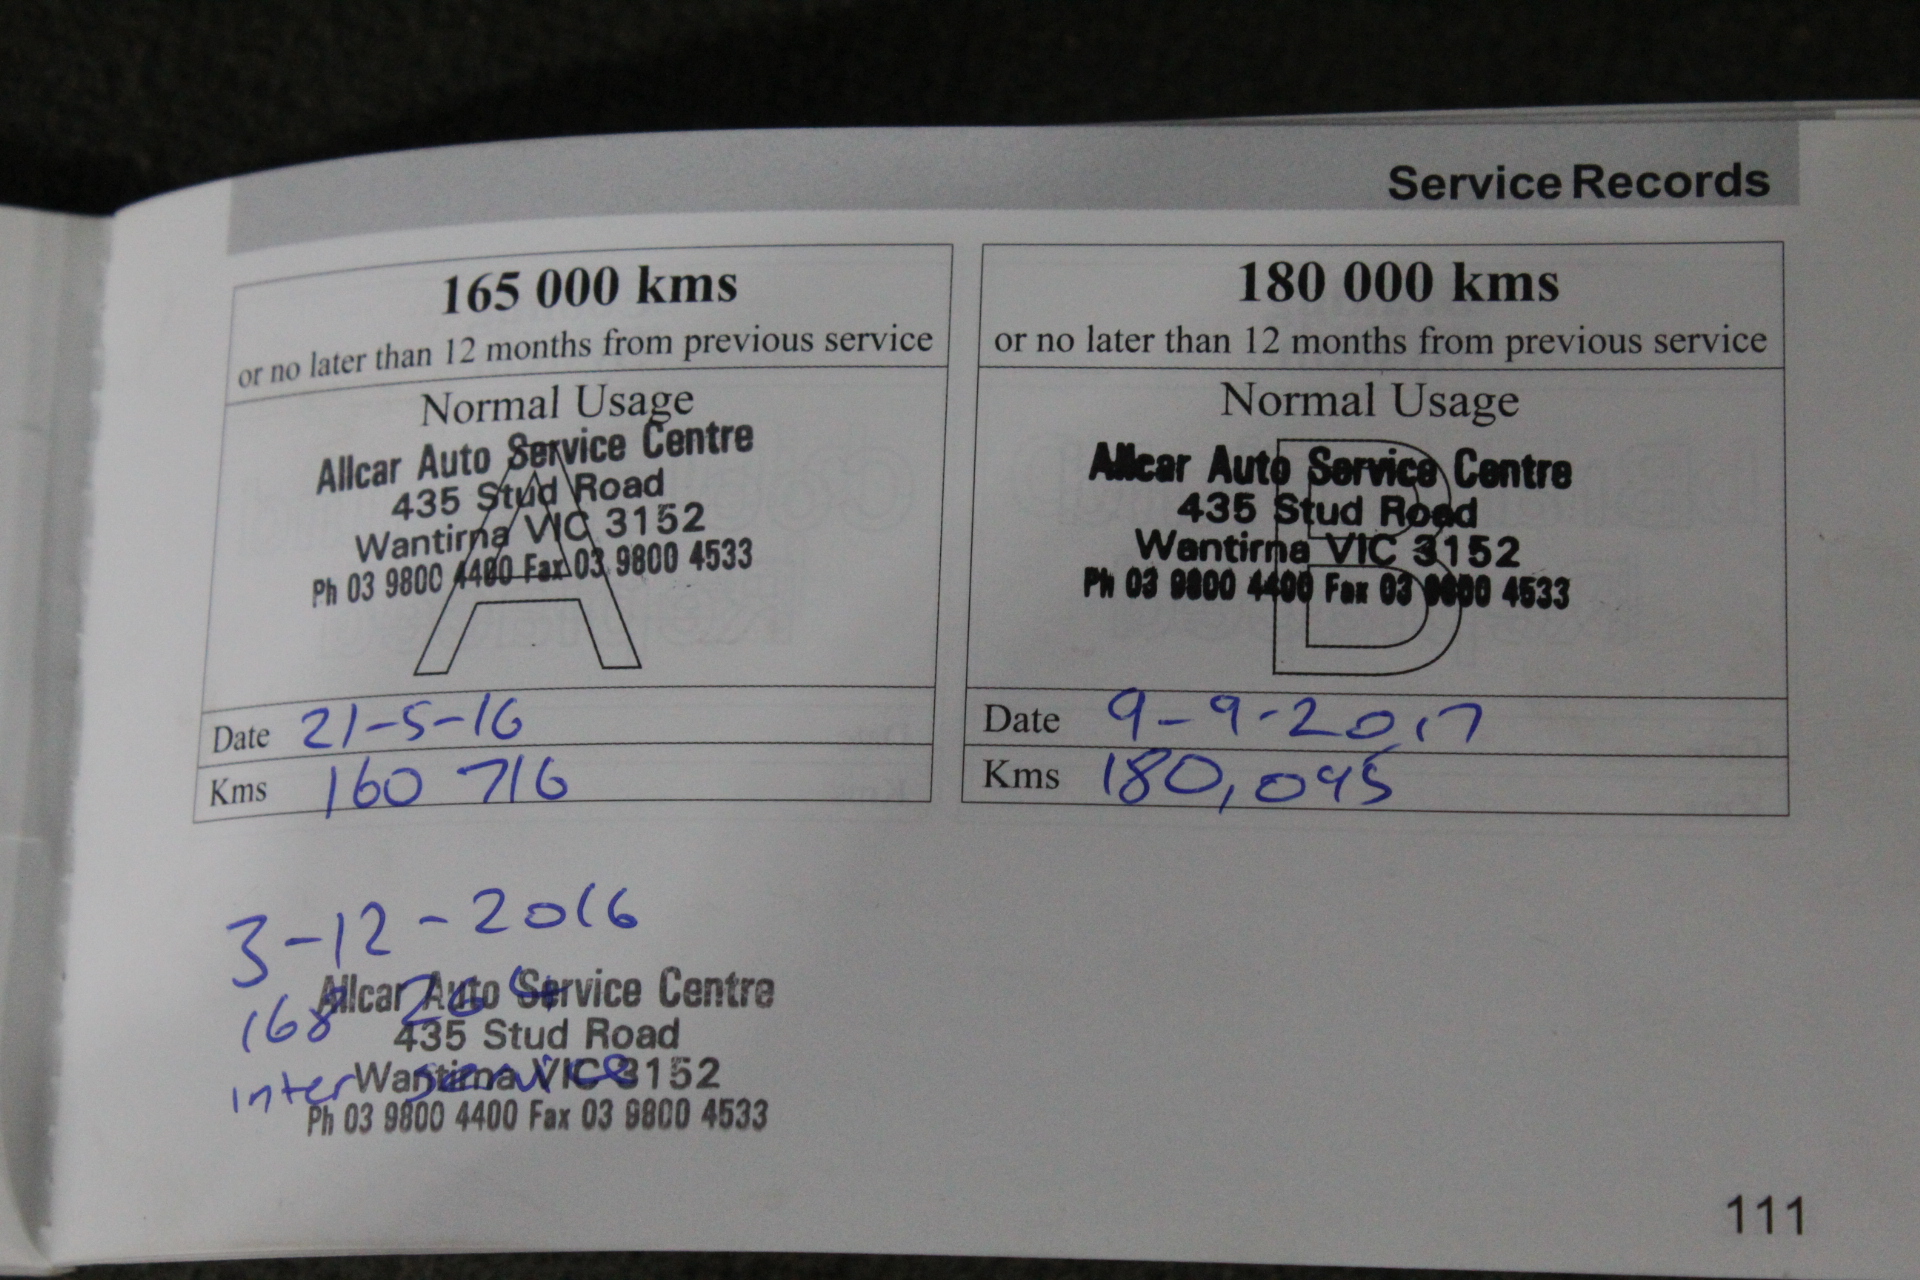 Service Records
165 000 kms
or no later than 12 months from previous service
Normal Usage
A
Allcar Auto Service Centre
435 Stud Road
Wantirna VIC 3152
Ph 03 9800 4400 Fax 03 9800 4533
Date 21-5-16
Kms 160 716
180 000 kms
or no later than 12 months from previous service
Normal Usage
B
Allcar Auto Service Centre
435 Stud Road
Wantirna VIC 3152
Ph 03 9800 4400 Fax 03 9800 4533
Date 9-9-2017
Kms 180,095
3-12-2016
168
inter service
Allcar Auto Service Centre
435 Stud Road
Wantirna VIC 3152
Ph 03 9800 4400 Fax 03 9800 4533
111